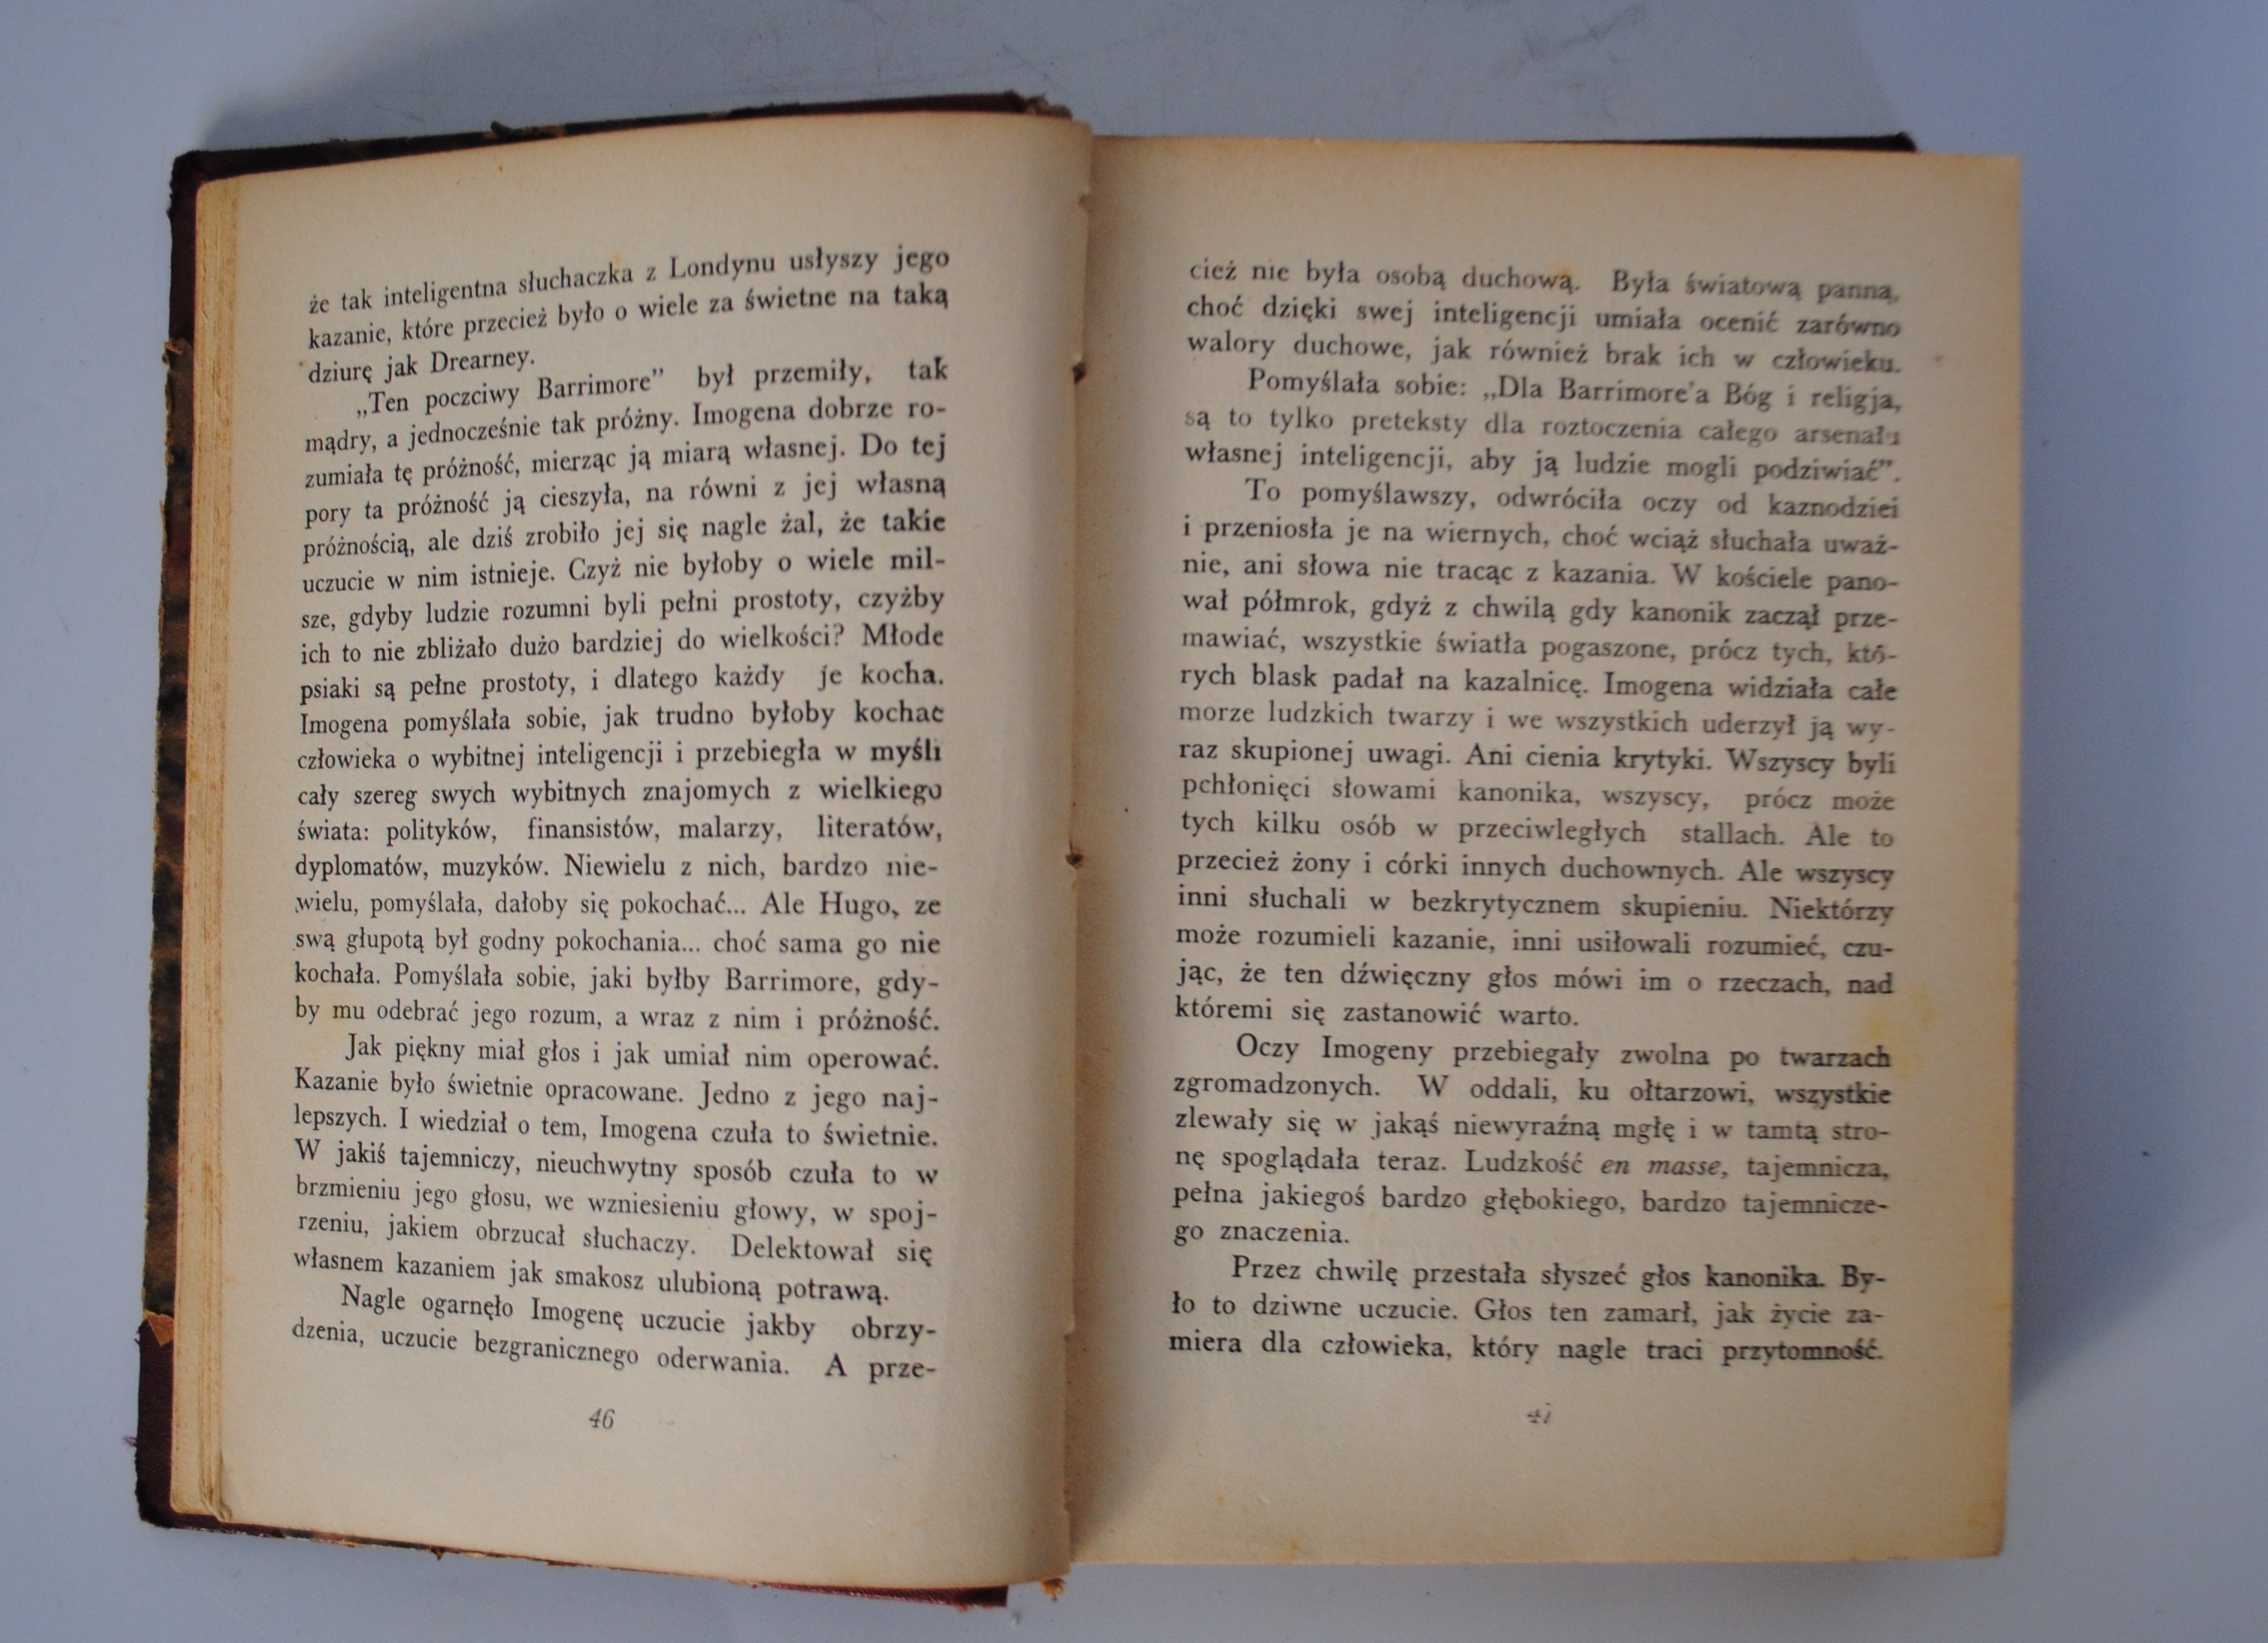 że tak inteligentna słuchaczka z Londynu usłyszy jego
kazanie, które przecież było o wiele za świetne na taką
dziurę jak Drearney.
„Ten poczciwy Barrimore” był przemiły, tak
mądry, a jednocześnie tak próżny. Imogena dobrze ro-
zumiała tę próżność, mierząc ją miarą własnej. Do tej
pory ta próżność ją cieszyła, na równi z jej własną
próżnością, ale dziś zrobiło jej się nagle żal, że takie
uczucie w nim istnieje. Czyż nie byłoby o wiele mil-
sze, gdyby ludzie rozumni byli pełni prostoty, czyżby
ich to nie zbliżało dużo bardziej do wielkości? Młode
psiaki są pełne prostoty, i dlatego każdy je kocha.
Imogena pomyślała sobie, jak trudno byłoby kochać
człowieka o wybitnej inteligencji i przebiegła w myśli
cały szereg swych wybitnych znajomych z wielkiego
świata: polityków, finansistów, malarzy, literatów,
dyplomatów, muzyków. Niewielu z nich, bardzo nie-
wielu, pomyślała, dałoby się pokochać... Ale Hugo, ze
swą głupotą był godny pokochania... choć sama go nie
kochała. Pomyślała sobie, jaki byłby Barrimore, gdy-
by mu odebrać jego rozum, a wraz z nim i próżność.
Jak piękny miał głos i jak umiał nim operować.
Kazanie było świetnie opracowane. Jedno z jego naj-
lepszych. I wiedział o tem, Imogena czuła to świetnie.
W jakiś tajemniczy, nieuchwytny sposób czuła to w
brzmieniu jego głosu, we wzniesieniu głowy, w spoj-
rzeniu, jakiem obrzucał słuchaczy. Delektował się
własnem kazaniem jak smakosz ulubioną potrawą.
Nagle ogarnęło Imogenę uczucie jakby obrzy-
dzenia, uczucie bezgranicznego oderwania. A prze-
46
cież nie była osobą duchową. Była światową panną,
choć dzięki swej inteligencji umiała ocenić zarówno
walory duchowe, jak również brak ich w człowieku.
Pomyślała sobie: „Dla Barrimore'a Bóg i religja,
są to tylko preteksty dla roztoczenia całego arsenału
własnej inteligencji, aby ją ludzie mogli podziwiać”.
To pomyślawszy, odwróciła oczy od kaznodziei
i przeniosła je na wiernych, choć wciąż słuchała uważ-
nie, ani słowa nie tracąc z kazania. W kościele pano-
wał półmrok, gdyż z chwilą gdy kanonik zaczął prze-
mawiać, wszystkie światła pogaszone, prócz tych, któ-
rych blask padał na kazalnicę. Imogena widziała całe
morze ludzkich twarzy i we wszystkich uderzył ją wy-
raz skupionej uwagi. Ani cienia krytyki. Wszyscy byli
pchłonięci słowami kanonika, wszyscy, prócz może
tych kilku osób w przeciwległych stallach. Ale to
przecież żony i córki innych duchownych. Ale wszyscy
inni słuchali w bezkrytycznem skupieniu. Niektórzy
może rozumieli kazanie, inni usiłowali rozumieć, czu-
jąc, że ten dźwięczny głos mówi im o rzeczach, nad
któremi się zastanowić warto.
Oczy Imogeny przebiegały zwolna po twarzach
zgromadzonych. W oddali, ku ołtarzowi, wszystkie
zlewały się w jakąś niewyraźną mgłę i w tamtą stro-
nę spoglądała teraz. Ludzkość en masse, tajemnicza,
pełna jakiegoś bardzo głębokiego, bardzo tajemnicze-
go znaczenia.
Przez chwilę przestała słyszeć głos kanonika. By-
ło to dziwne uczucie. Głos ten zamarł, jak życie za-
miera dla człowieka, który nagle traci przytomność.
47